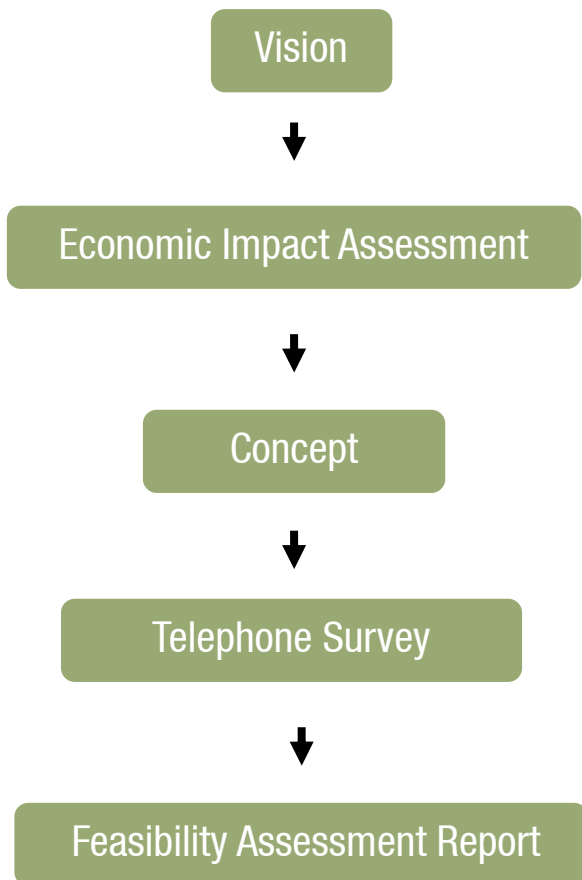 Vision
Economic Impact Assessment
Concept
Telephone Survey
Feasibility Assessment Report